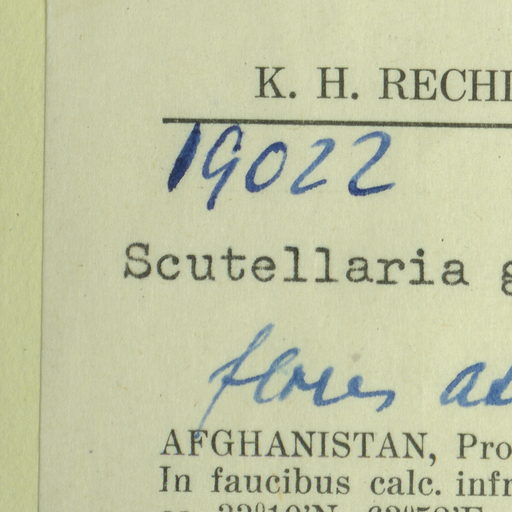 K. H. RECHI
19022
Scutellaria g
flores
AFGHANISTAN, Pro
In faucibus calc. infr